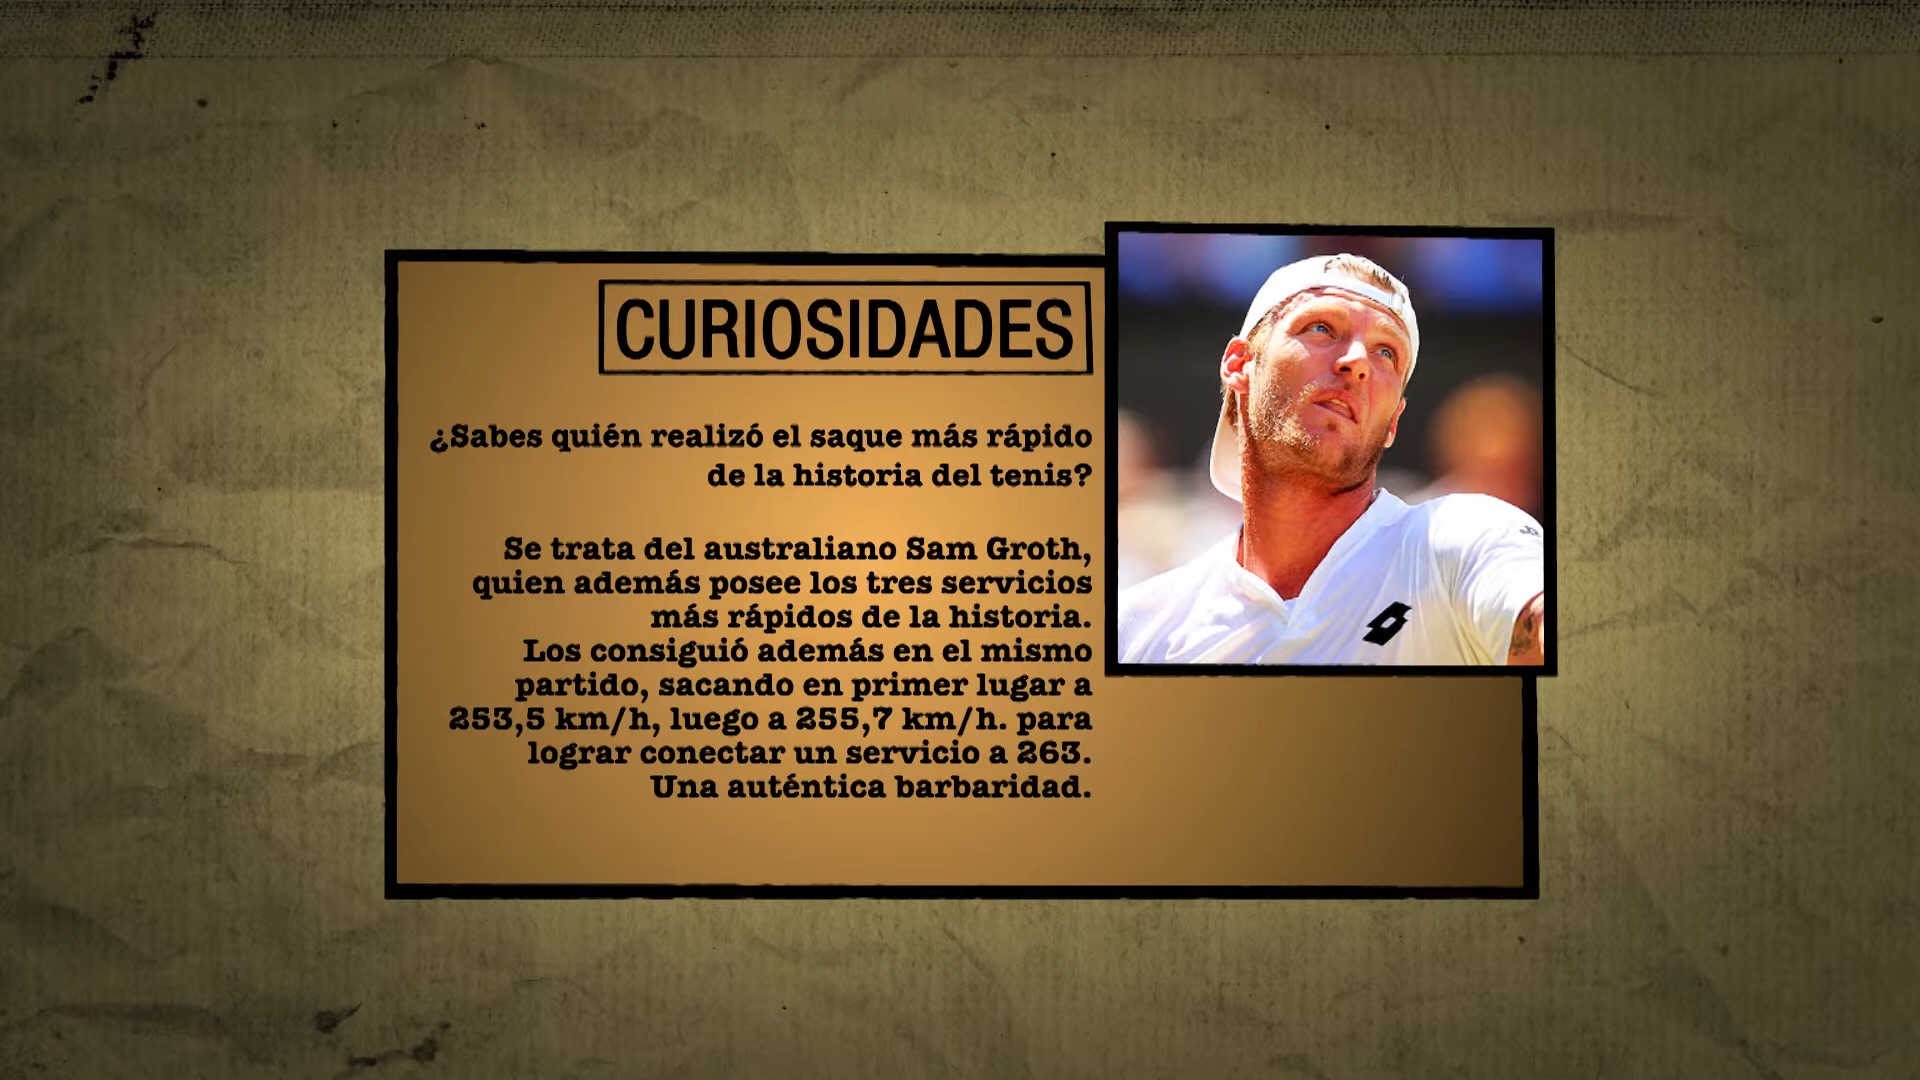 CURIOSIDADES
¿Sabes quién realizó el saque más rápido
de la historia del tenis?
Se trata del australiano Sam Groth,
quien además posee los tres servicios
más rápidos de la historia.
Los consiguió además en el mismo
partido, sacando en primer lugar a
253,5 km/h, luego a 255,7 km/h. para
lograr conectar un servicio a 263.
Una auténtica barbaridad.